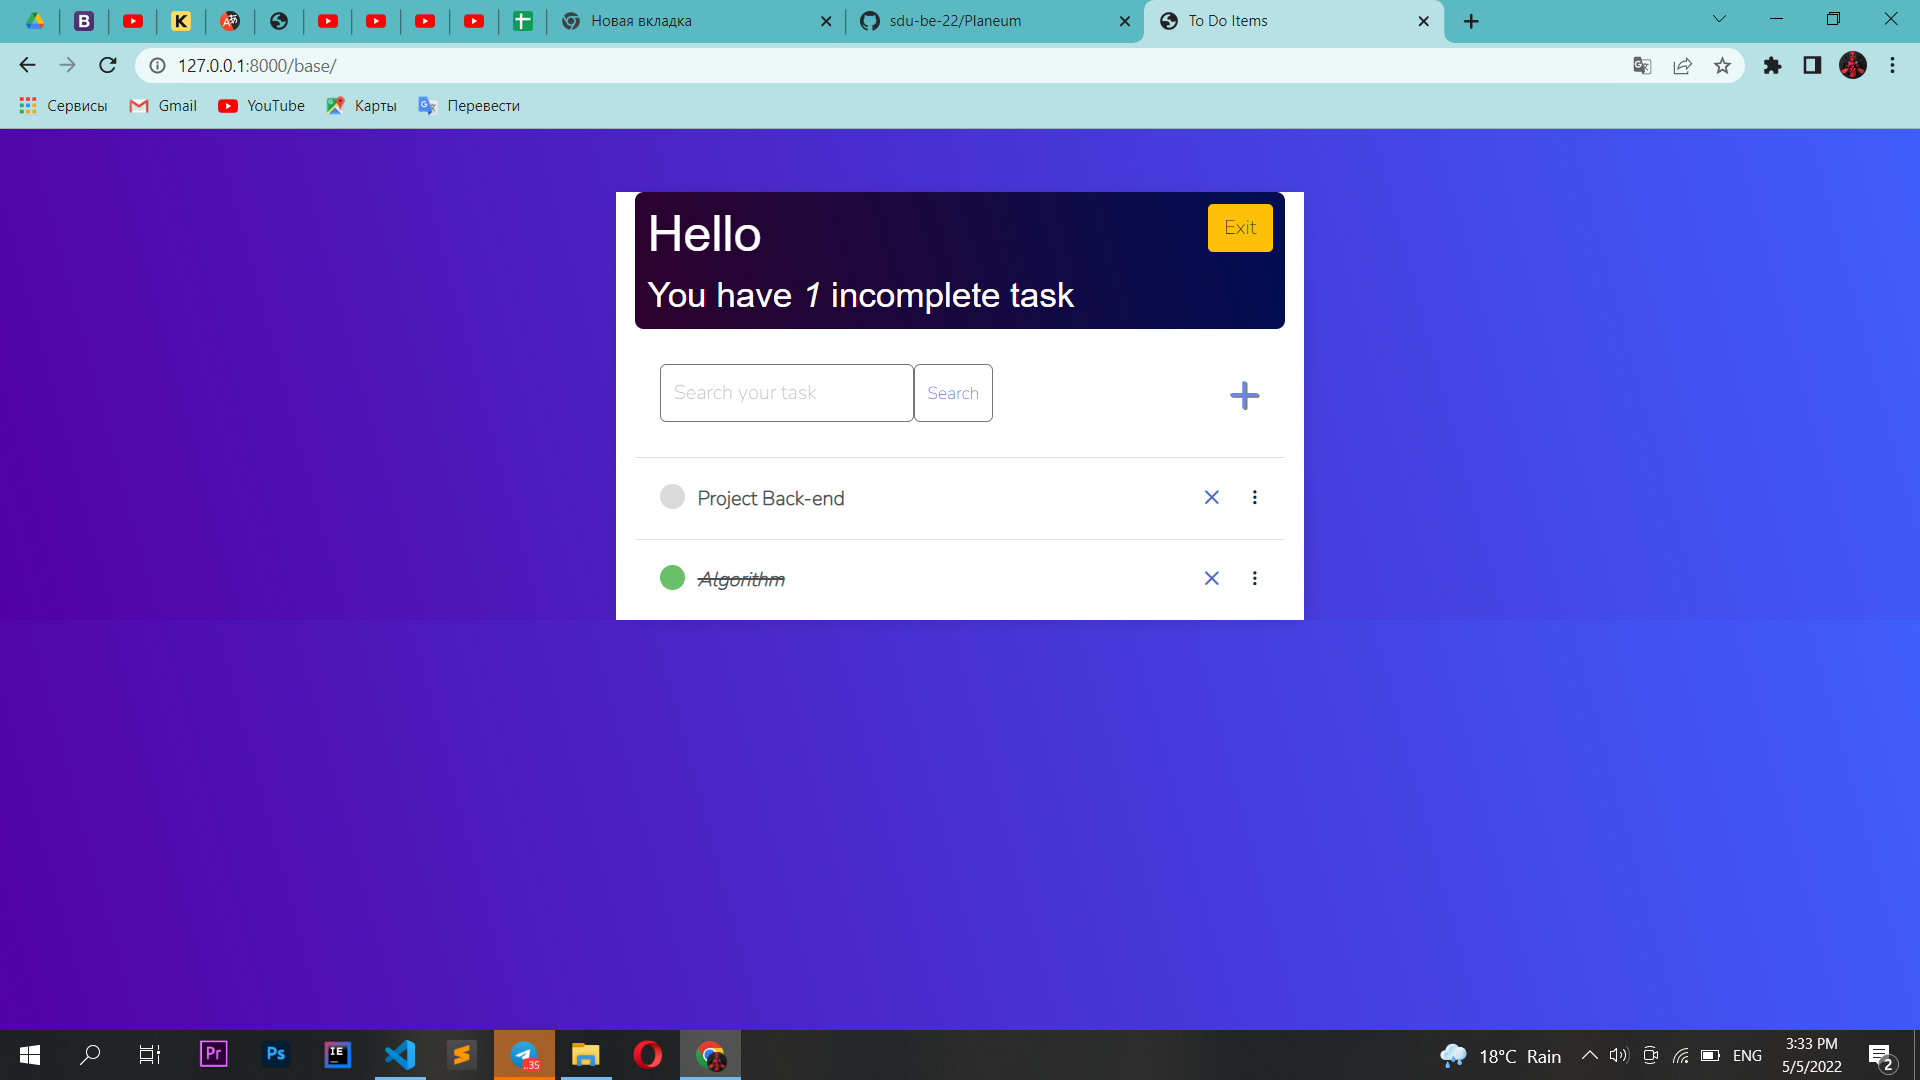 B
K
Новая вкладка
sdu-be-22/Planeum
To Do Items
127.0.0.1:8000/base/
Сервисы
Gmail
YouTube
Карты
Перевести
Hello
Exit
You have 1 incomplete task
Search your task
Search
Project Back-end
Algorithm
Pr
Ps
IE
..35
18°C Rain
ENG
3:33 PM
5/5/2022
2